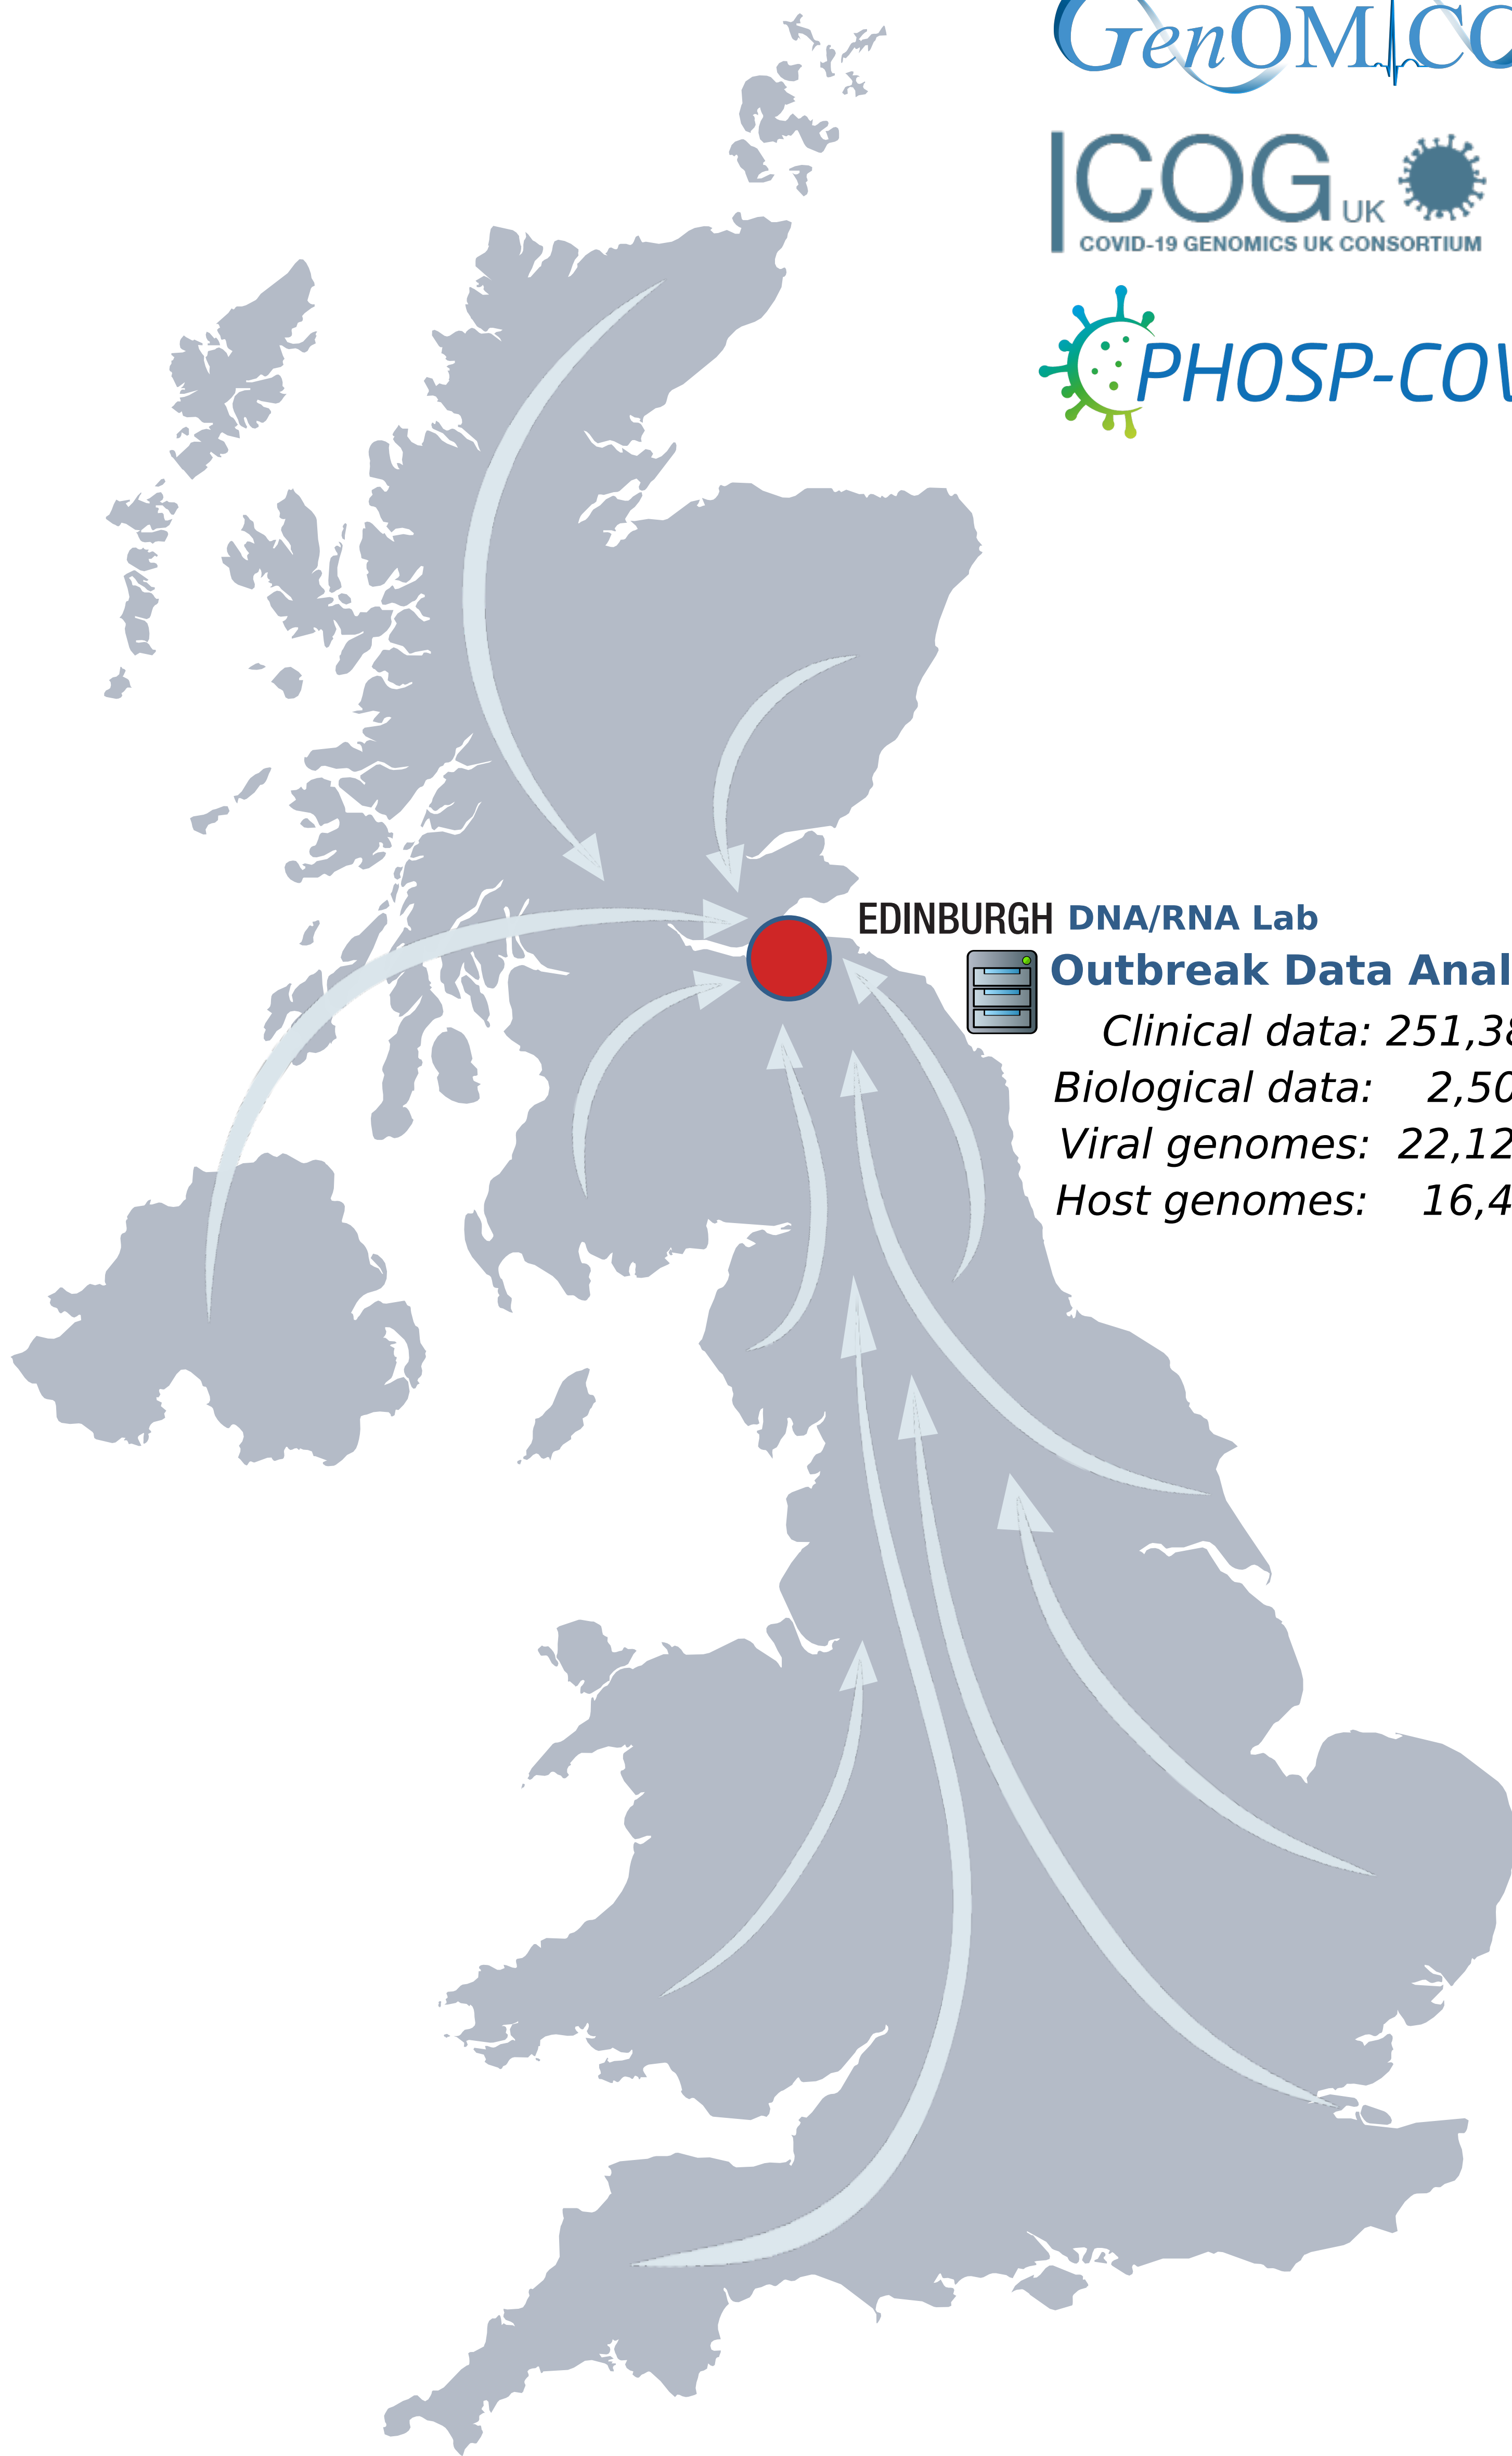 GenOMICC
COG UK
COVID-19 GENOMICS UK CONSORTIUM
PHOSP-COV
EDINBURGH DNA/RNA Lab
Outbreak Data Anal
Clinical data: 251,38
Biological data: 2,50
Viral genomes: 22,12
Host genomes: 16,4